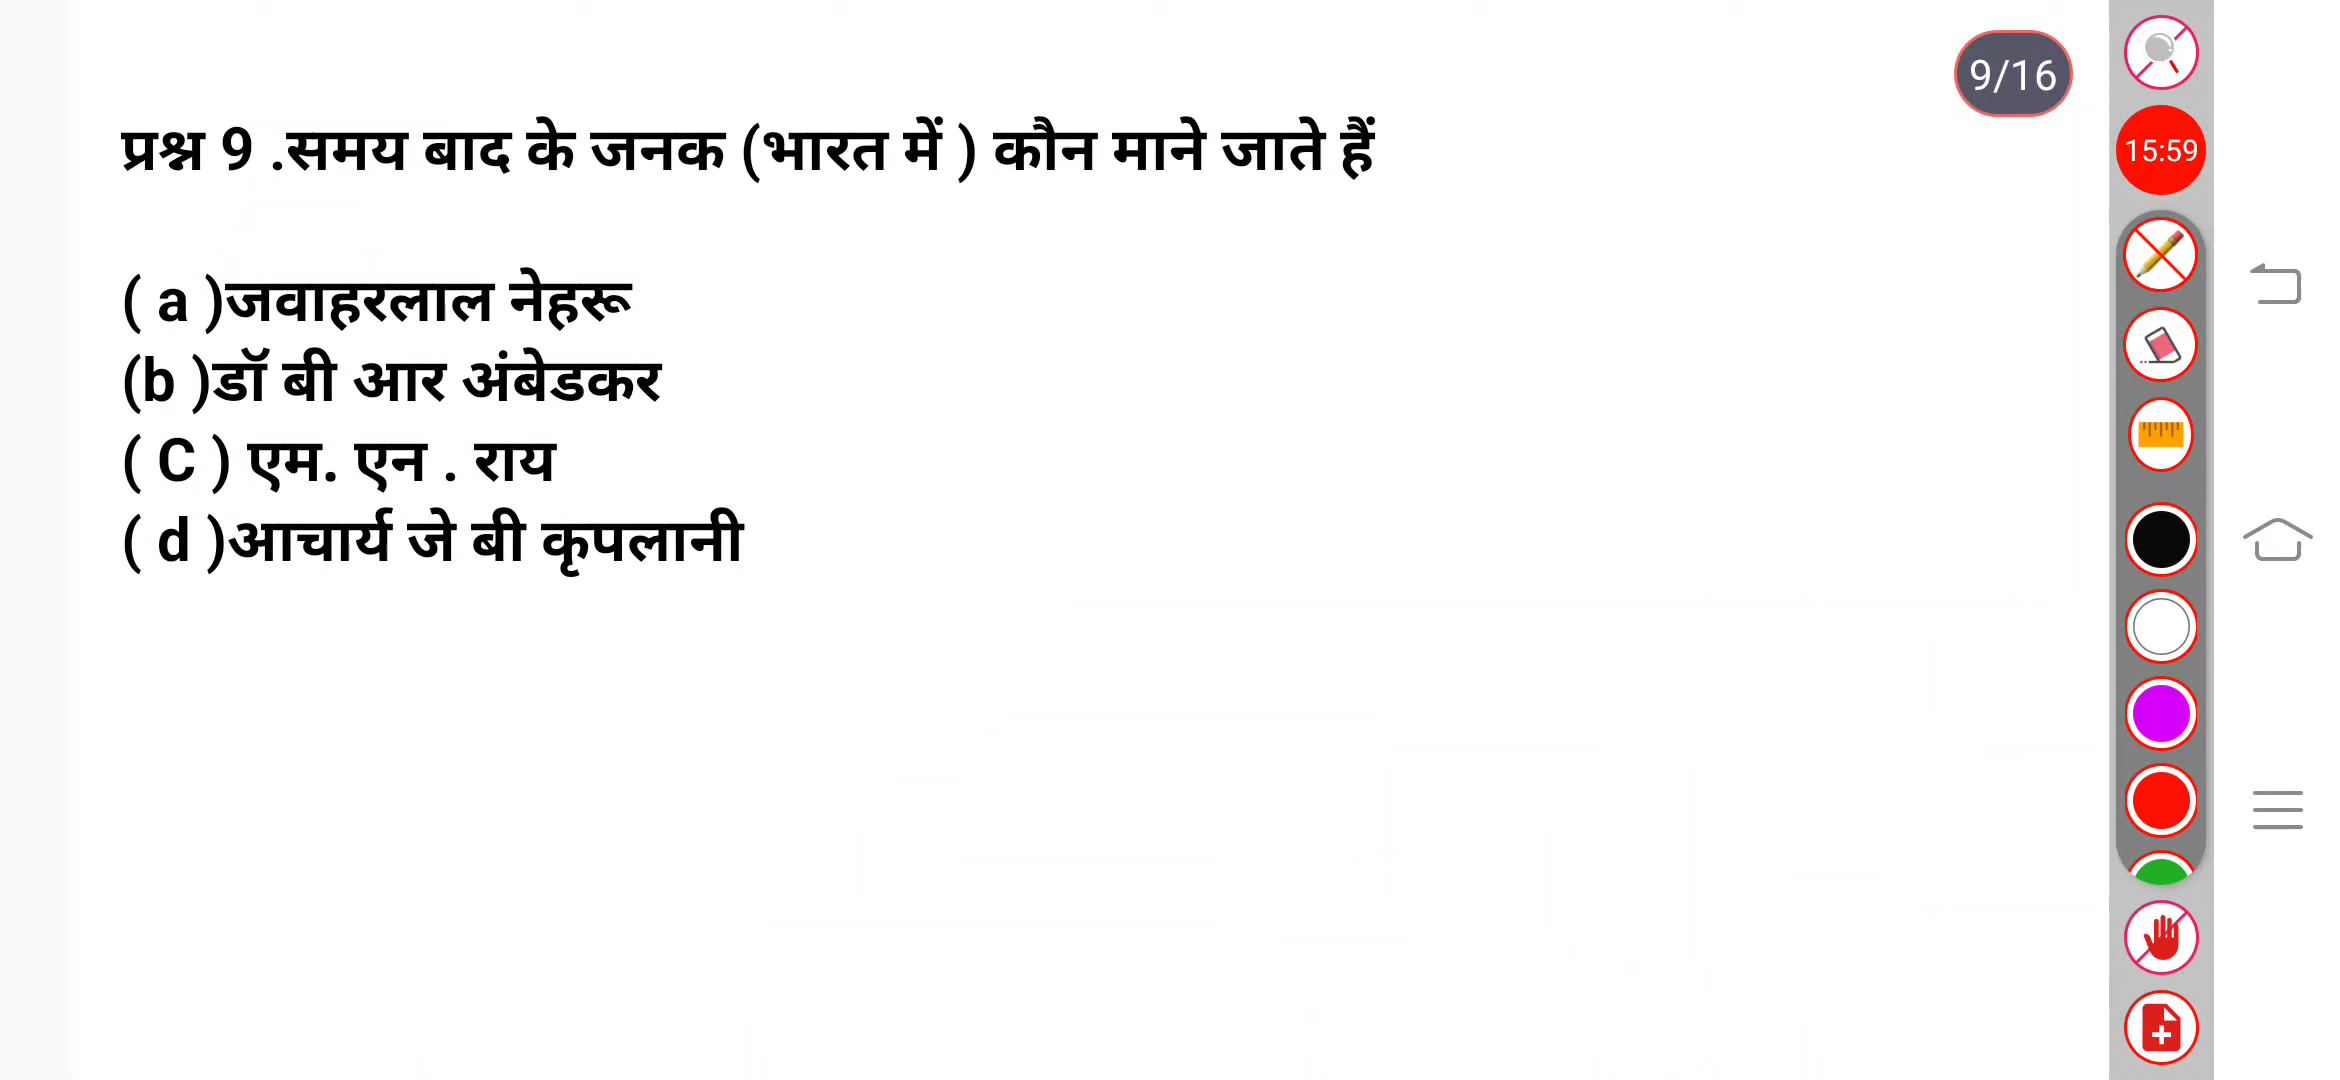 9/16
15:59
प्रश्न 9 .समय बाद के जनक (भारत में ) कौन माने जाते हैं
( a )जवाहरलाल नेहरू
(b )डॉ बी आर अंबेडकर
( C ) एम. एन . राय
( d )आचार्य जे बी कृपलानी